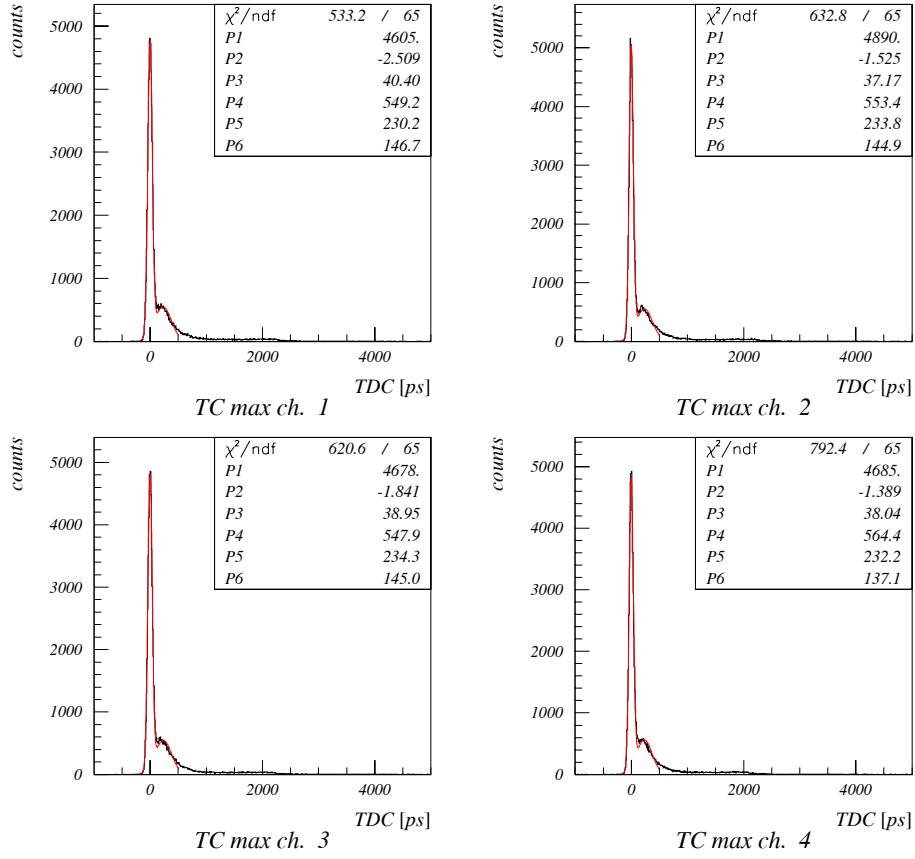 counts
χ²/ndf 533.2 / 65
P1 4605.
P2 -2.509
P3 40.40
P4 549.2
P5 230.2
P6 146.7
5000
4000
3000
2000
1000
0
0 2000 4000
TDC [ps]
TC max ch. 1
counts
χ²/ndf 632.8 / 65
P1 4890.
P2 -1.525
P3 37.17
P4 553.4
P5 233.8
P6 144.9
5000
4000
3000
2000
1000
0
0 2000 4000
TDC [ps]
TC max ch. 2
counts
χ²/ndf 620.6 / 65
P1 4678.
P2 -1.841
P3 38.95
P4 547.9
P5 234.3
P6 145.0
5000
4000
3000
2000
1000
0
0 2000 4000
TDC [ps]
TC max ch. 3
counts
χ²/ndf 792.4 / 65
P1 4685.
P2 -1.389
P3 38.04
P4 564.4
P5 232.2
P6 137.1
5000
4000
3000
2000
1000
0
0 2000 4000
TDC [ps]
TC max ch. 4